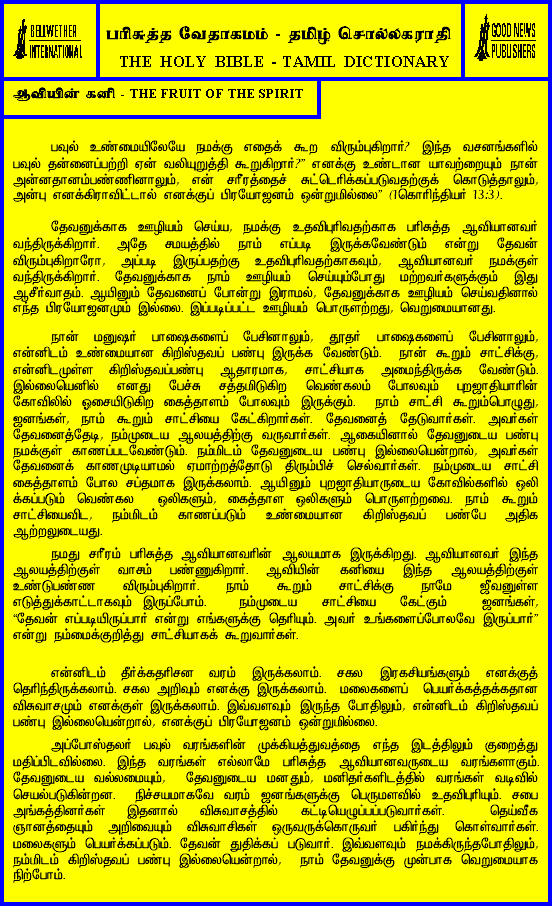 BELLWETHER
INTERNATIONAL
பரிசுத்த வேதாகமம் - தமிழ் சொல்லகராதி
THE HOLY BIBLE - TAMIL DICTIONARY
GOOD NEWS
PUBLISHERS
ஆவியின் கனி - THE FRUIT OF THE SPIRIT
பவுல் உண்மையிலேயே நமக்கு எதைக் கூற விரும்புகிறார்? இந்த வசனங்களில்
பவுல் தன்னைப்பற்றி ஏன் வலியுறுத்தி கூறுகிறார்?” எனக்கு உண்டான யாவற்றையும் நான்
அன்னதானம்பண்ணினாலும், என் சரீரத்தைச் சுட்டெரிக்கப்படுவதற்குக் கொடுத்தாலும்,
அன்பு எனக்கிராவிட்டால் எனக்குப் பிரயோஜனம் ஒன்றுமில்லை” (1கொரிந்தியர் 13:3).
தேவனுக்காக ஊழியம் செய்ய, நமக்கு உதவிபுரிவதற்காக பரிசுத்த ஆவியானவர்
வந்திருக்கிறார். அதே சமயத்தில் நாம் எப்படி இருக்கவேண்டும் என்று தேவன்
விரும்புகிறாரோ, அப்படி இருப்பதற்கு உதவிபுரிவதற்காகவும், ஆவியானவர் நமக்குள்
வந்திருக்கிறார். தேவனுக்காக நாம் ஊழியம் செய்யும்போது மற்றவர்களுக்கும் இது
ஆசீர்வாதம். ஆயினும் தேவனைப் போன்று இராமல், தேவனுக்காக ஊழியம் செய்வதினால்
எந்த பிரயோஜனமும் இல்லை. இப்படிப்பட்ட ஊழியம் பொருளற்றது, வெறுமையானது.
நான் மனுஷர் பாஷைகளைப் பேசினாலும், தூதர் பாஷைகளைப் பேசினாலும்,
என்னிடம் உண்மையான கிறிஸ்தவப் பண்பு இருக்க வேண்டும். நான் கூறும் சாட்சிக்கு,
என்னிடமுள்ள கிறிஸ்தவப்பண்பு ஆதாரமாக, சாட்சியாக அமைந்திருக்க வேண்டும்.
இல்லையெனில் எனது பேச்சு சத்தமிடுகிற வெண்கலம் போலவும் புறஜாதியாரின்
கோவிலில் ஒசையிடுகிற கைத்தாளம் போலவும் இருக்கும். நாம் சாட்சி கூறும்பொழுது,
ஜனங்கள், நாம் கூறும் சாட்சியை கேட்கிறார்கள். தேவனைத் தேடுவார்கள். அவர்கள்
தேவனைத்தேடி, நம்முடைய ஆலயத்திற்கு வருவார்கள். ஆகையினால் தேவனுடைய பண்பு
நமக்குள் காணப்படவேண்டும். நம்மிடம் தேவனுடைய பண்பு இல்லையென்றால், அவர்கள்
தேவனைக் காணமுடியாமல் ஏமாற்றத்தோடு திரும்பிச் செல்வார்கள். நம்முடைய சாட்சி
கைத்தாளம் போல சப்தமாக இருக்கலாம். ஆயினும் புறஜாதியாருடைய கோவில்களில் ஒலி
க்கப்படும் வெண்கல ஒலிகளும், கைத்தாள ஒலிகளும் பொருளற்றவை. நாம் கூறும்
சாட்சியைவிட, நம்மிடம் காணப்படும் உண்மையான கிறிஸ்தவப் பண்பே அதிக
ஆற்றலுடையது.
நமது சரீரம் பரிசுத்த ஆவியானவரின் ஆலயமாக இருக்கிறது. ஆவியானவர் இந்த
ஆலயத்திற்குள் வாசம் பண்ணுகிறார். ஆவியின் கனியை இந்த ஆலயத்திற்குள்
உண்டுபண்ண விரும்புகிறார். நாம் கூறும் சாட்சிக்கு நாமே ஜீவனுள்ள
எடுத்துக்காட்டாகவும் இருப்போம். நம்முடைய சாட்சியை கேட்கும் ஜனங்கள்,
“தேவன் எப்படியிருப்பார் என்று எங்களுக்கு தெரியும். அவர் உங்களைப்போலவே இருப்பார்”
என்று நம்மைக்குறித்து சாட்சியாகக் கூறுவார்கள்.
என்னிடம் தீர்க்கதரிசன வரம் இருக்கலாம். சகல இரகசியங்களும் எனக்குத்
தெரிந்திருக்கலாம். சகல அறிவும் எனக்கு இருக்கலாம். மலைகளைப் பெயர்க்கத்தக்கதான
விசுவாசமும் எனக்குள் இருக்கலாம். இவ்வளவும் இருந்த போதிலும், என்னிடம் கிறிஸ்தவப்
பண்பு இல்லையென்றால், எனக்குப் பிரயோஜனம் ஒன்றுமில்லை.
அப்போஸ்தலர் பவுல் வரங்களின் முக்கியத்துவத்தை எந்த இடத்திலும் குறைத்து
மதிப்பிடவில்லை. இந்த வரங்கள் எல்லாமே பரிசுத்த ஆவியானவருடைய வரங்களாகும்.
தேவனுடைய வல்லமையும், தேவனுடைய மனதும், மனிதர்களிடத்தில் வரங்கள் வடிவில்
செயல்படுகின்றன. நிச்சயமாகவே வரம் ஜனங்களுக்கு பெருமளவில் உதவிபுரியும். சபை
அங்கத்தினர்கள் இதனால் விசுவாசத்தில் கட்டியெழுப்பப்படுவார்கள். தெய்வீக
ஞானத்தையும் அறிவையும் விசுவாசிகள் ஒருவருக்கொருவர் பகிர்ந்து கொள்வார்கள்.
மலைகளும் பெயர்க்கப்படும். தேவன் துதிக்கப் படுவார். இவ்வளவும் நமக்கிருந்தபோதிலும்,
நம்மிடம் கிறிஸ்தவப் பண்பு இல்லையென்றால், நாம் தேவனுக்கு முன்பாக வெறுமையாக
நிற்போம்.